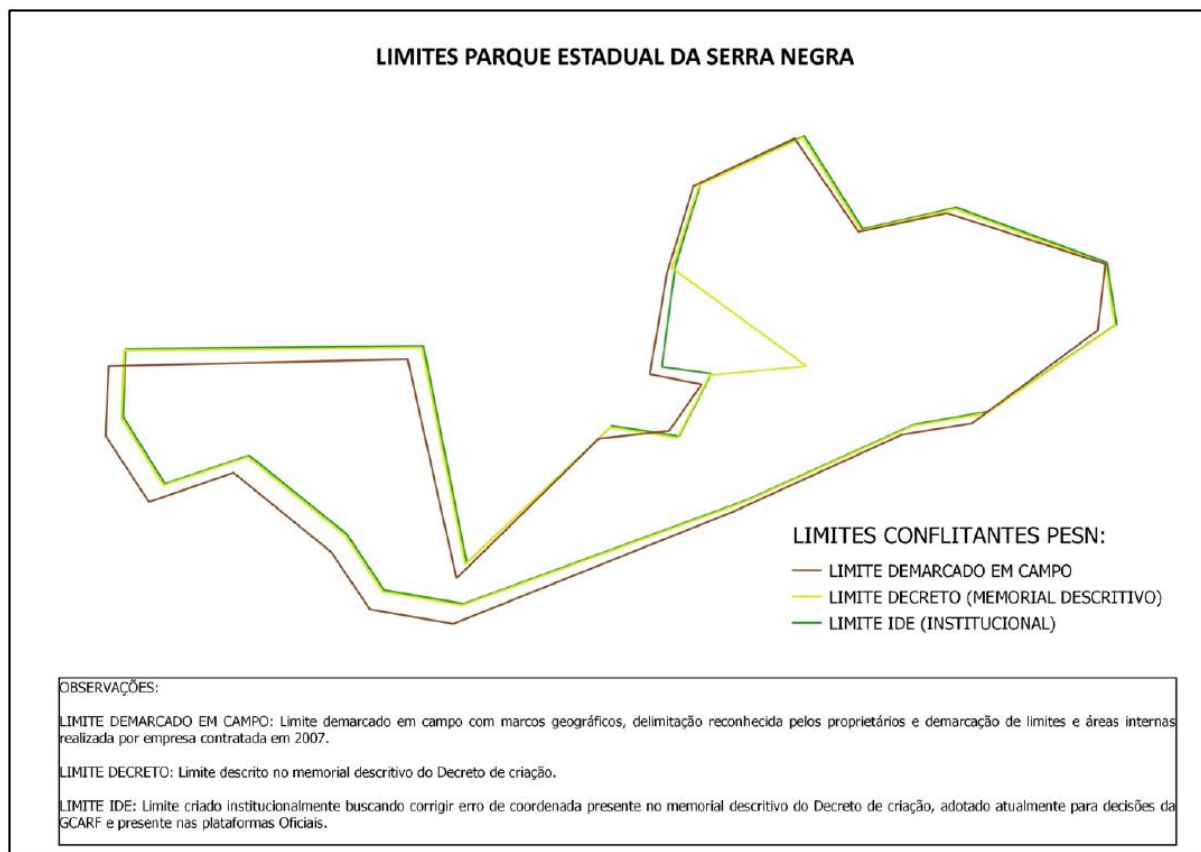 LIMITES PARQUE ESTADUAL DA SERRA NEGRA
LIMITES CONFLITANTES PESN:
LIMITE DEMARCADO EM CAMPO
LIMITE DECRETO (MEMORIAL DESCRITIVO)
LIMITE IDE (INSTITUCIONAL)
OBSERVAÇÕES:
LIMITE DEMARCADO EM CAMPO: Limite demarcado em campo com marcos geográficos, delimitação reconhecida pelos proprietários e demarcação de limites e áreas internas
realizada por empresa contratada em 2007.
LIMITE DECRETO: Limite descrito no memorial descritivo do Decreto de criação.
LIMITE IDE: Limite criado institucionalmente buscando corrigir erro de coordenada presente no memorial descritivo do Decreto de criação, adotado atualmente para decisões da
GCARF e presente nas plataformas Oficiais.